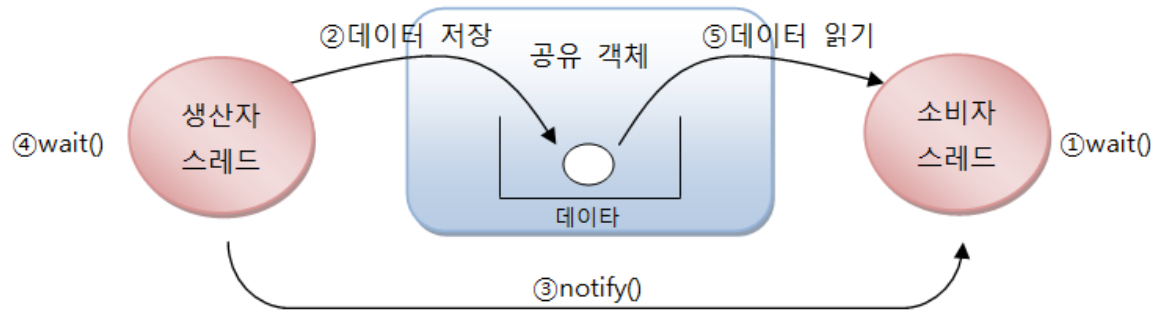 ②데이터 저장
공유 객체
⑤데이터 읽기
생산자
스레드
④wait()
소비자
스레드
①wait()
데이타
③notify()